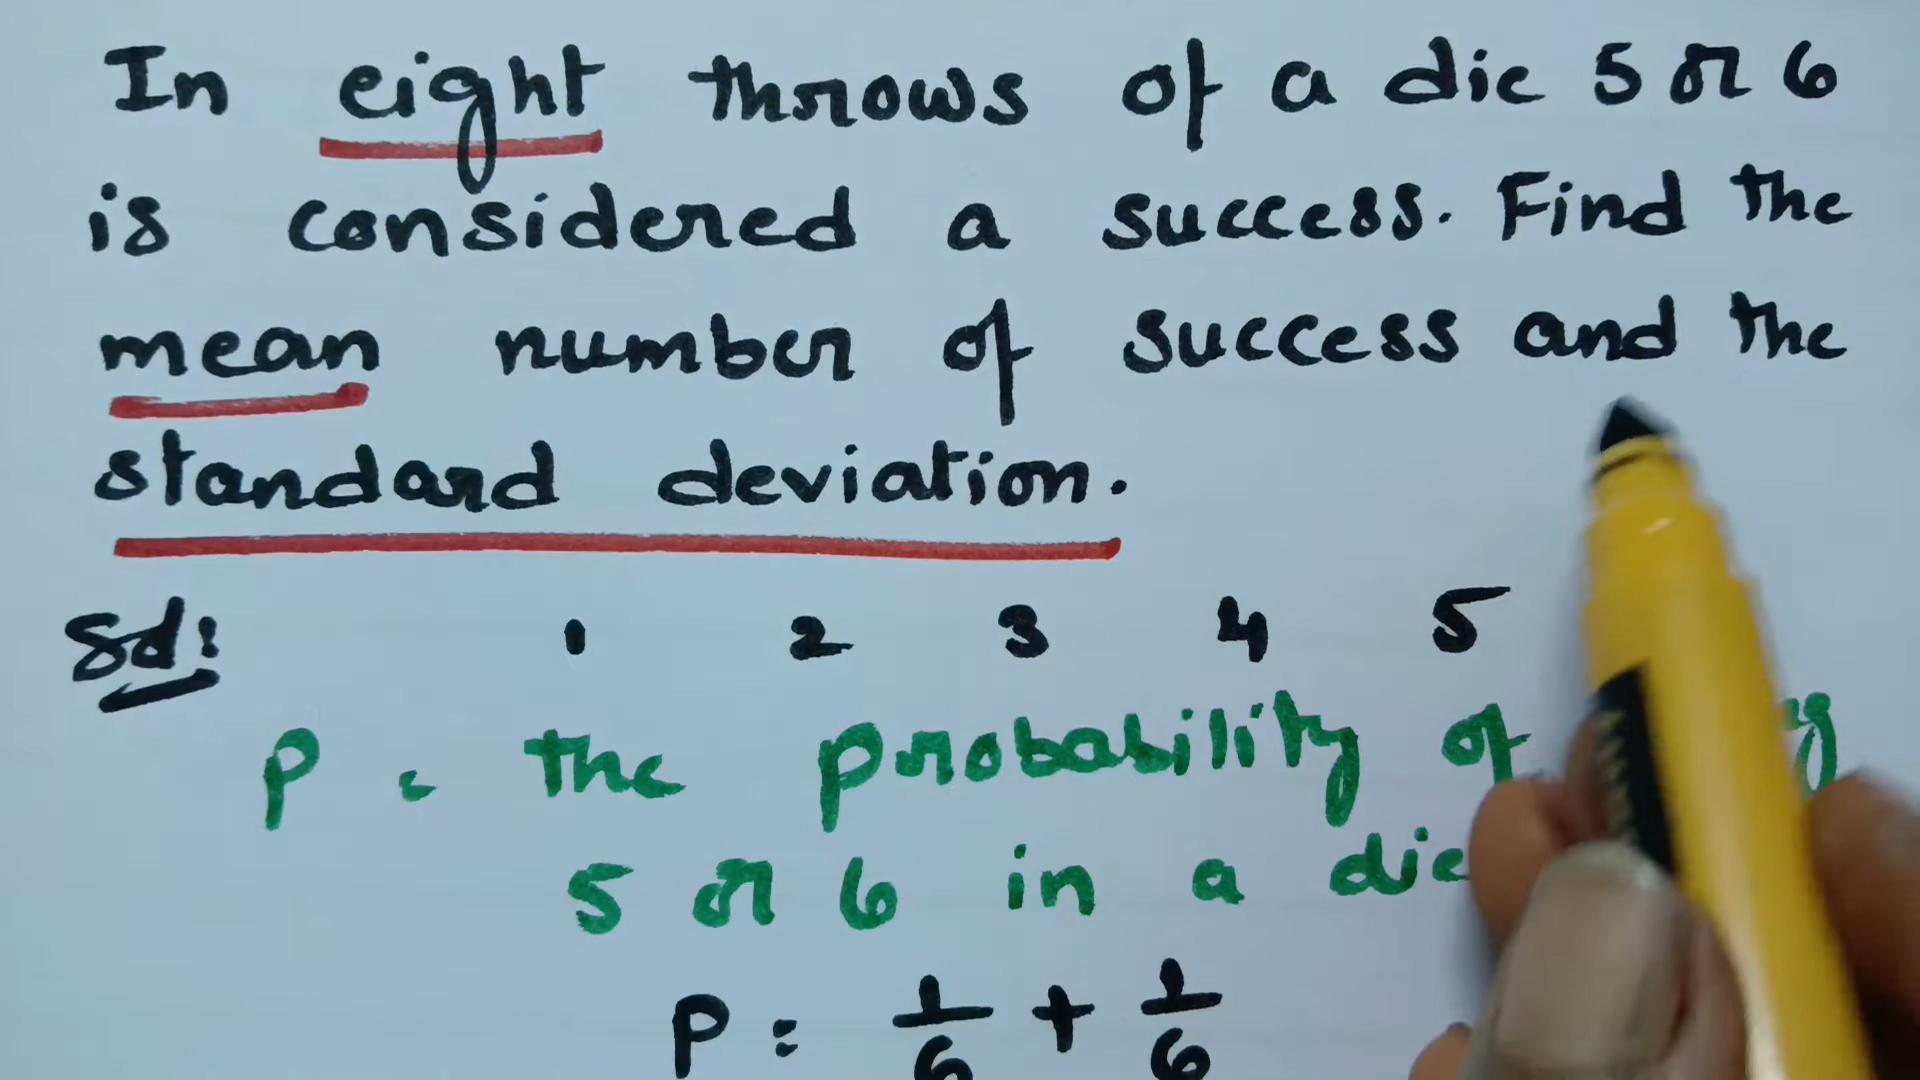 In eight throws of a die 5 or 6
is considered a success. Find the
mean number of success and the
standard deviation.
Sol:
1 2 3 4 5
P = the probability of
5 or 6 in a die
P = 1/6 + 1/6